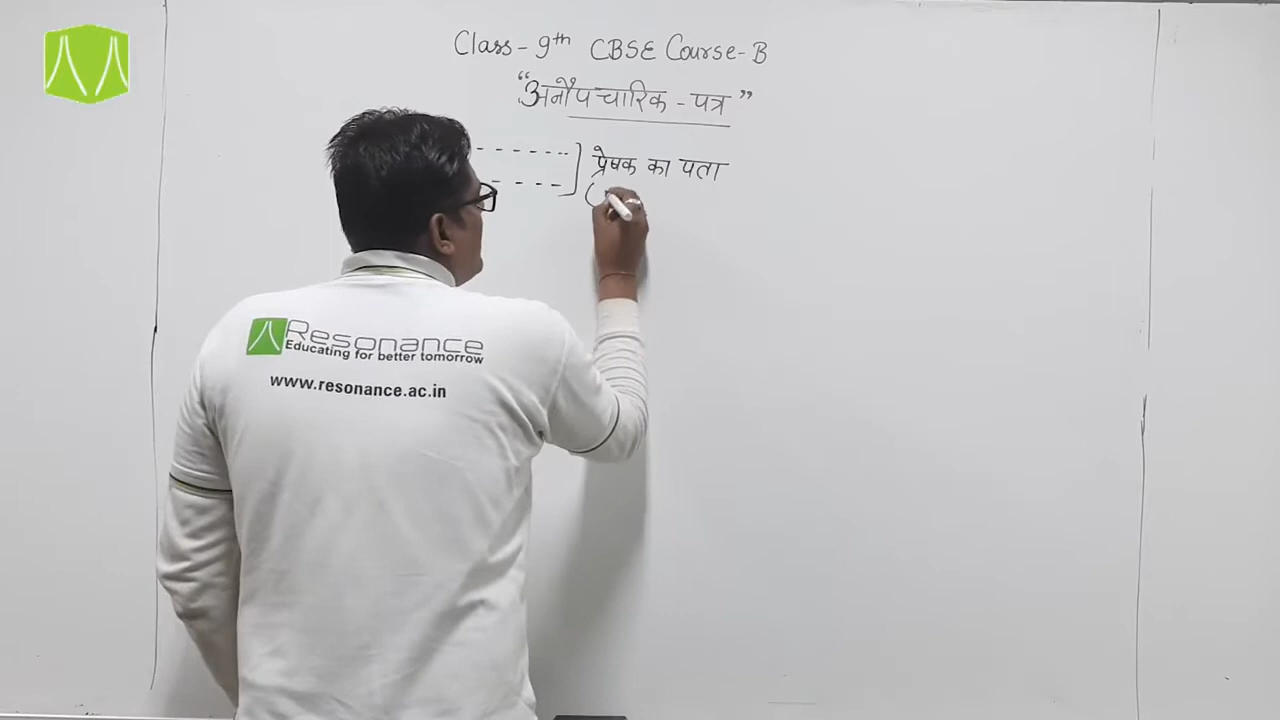 Class-9th CBSE Course-B
"अनौपचारिक - पत्र"
प्रेषक का पता
(
Resonance
Educating for better tomorrow
www.resonance.ac.in